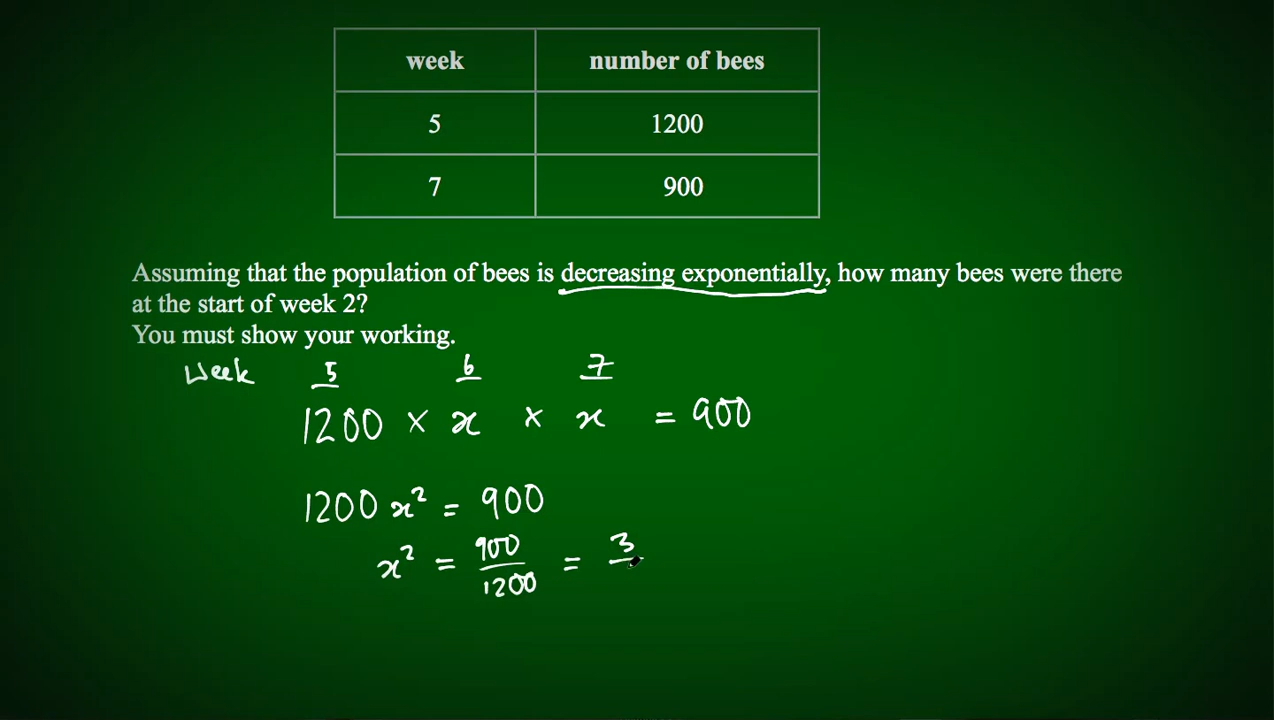 week number of bees
5 1200
7 900
Assuming that the population of bees is decreasing exponentially, how many bees were there
at the start of week 2?
You must show your working.
Week 5 6 7
1200 × x × x = 900
1200 x² = 900
x² = 900/1200 = 3/